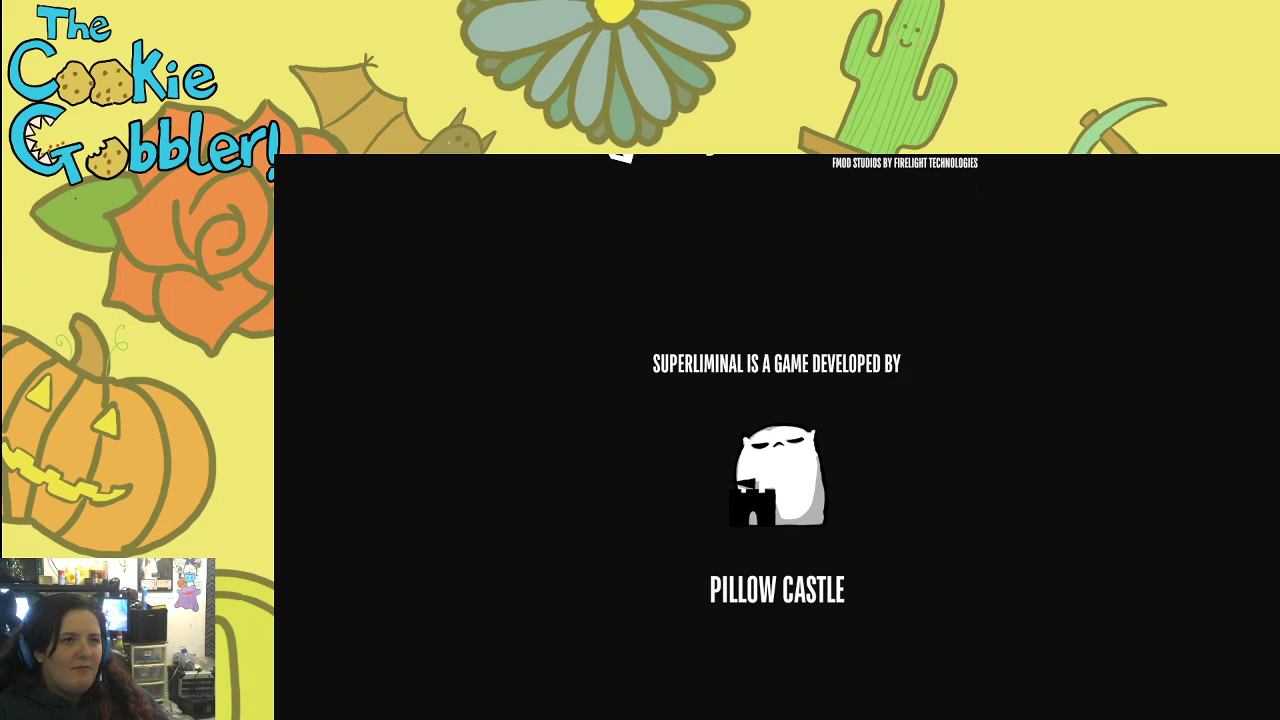 The
Cookie
Gobbler!
FMOD STUDIOS BY FIRELIGHT TECHNOLOGIES
SUPERLIMINAL IS A GAME DEVELOPED BY
PILLOW CASTLE